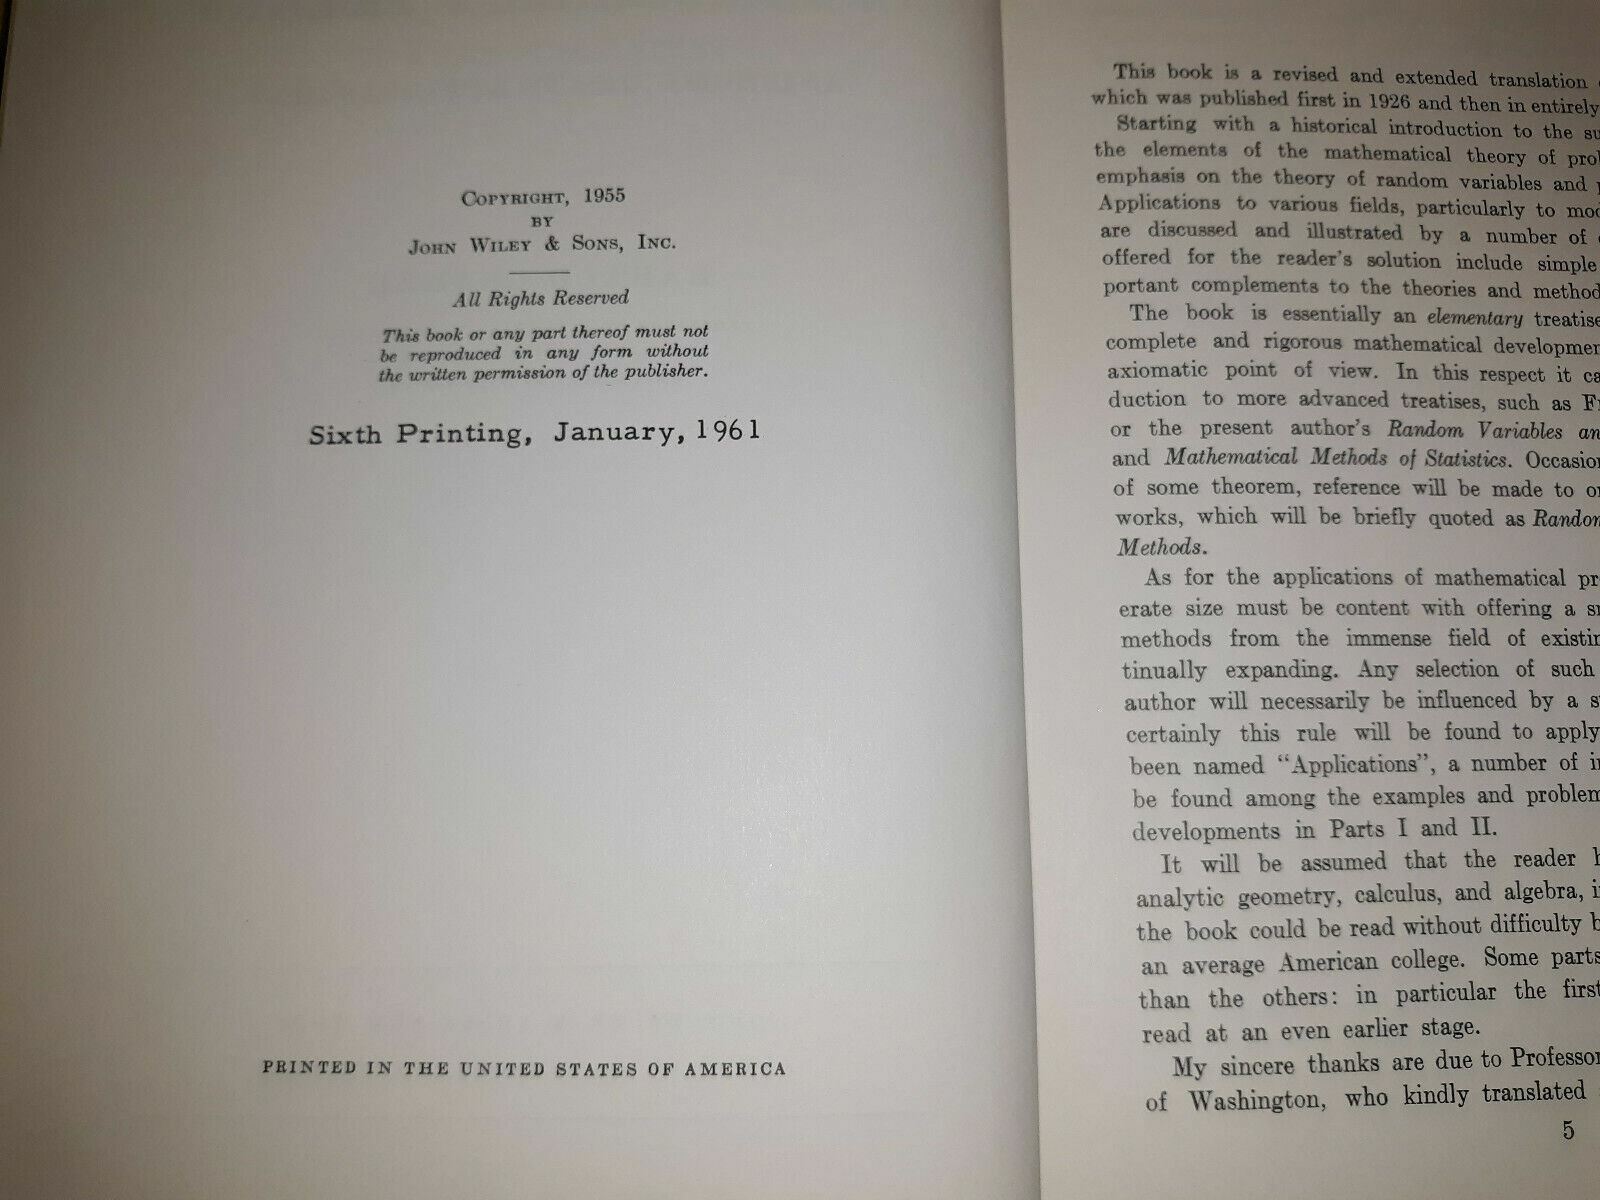 COPYRIGHT, 1955
BY
JOHN WILEY & SONS, INC.
All Rights Reserved
This book or any part thereof must not
be reproduced in any form without
the written permission of the publisher.
Sixth Printing, January, 1961
PRINTED IN THE UNITED STATES OF AMERICA
This book is a revised and extended translation
which was published first in 1926 and then in entirely
Starting with a historical introduction to the
the elements of the mathematical theory of
emphasis on the theory of random variables and
Applications to various fields, particularly to
are discussed and illustrated by a number of
offered for the reader's solution include simple
portant complements to the theories and
The book is essentially an elementary
complete and rigorous mathematical
axiomatic point of view. In this respect it
duction to more advanced treatises, such as
or the present author's Random Variables
and Mathematical Methods of Statistics.
of some theorem, reference will be made to
works, which will be briefly quoted as
Methods.
As for the applications of mathematical
erate size must be content with offering a
methods from the immense field of
tinually expanding. Any selection of such
author will necessarily be influenced by a
certainly this rule will be found to apply
been named "Applications", a number of
be found among the examples and
developments in Parts I and II.
It will be assumed that the reader
analytic geometry, calculus, and algebra,
the book could be read without difficulty
an average American college. Some parts
than the others: in particular the first
read at an even earlier stage.
My sincere thanks are due to Professor
of Washington, who kindly translated
5